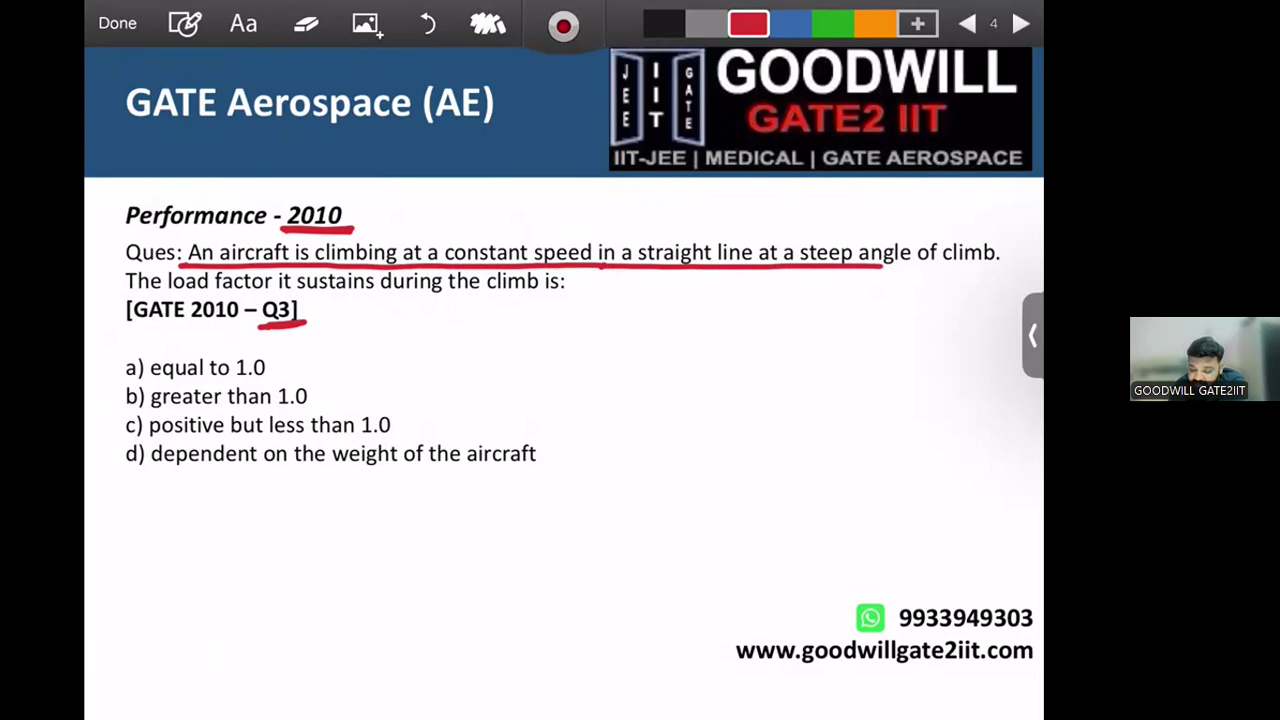 Done
Aa
4
GATE Aerospace (AE)
JEE
IIT
GATE
GOODWILL
GATE2 IIT
IIT-JEE | MEDICAL | GATE AEROSPACE
Performance - 2010
Ques: An aircraft is climbing at a constant speed in a straight line at a steep angle of climb.
The load factor it sustains during the climb is:
[GATE 2010 – Q3]
a) equal to 1.0
b) greater than 1.0
c) positive but less than 1.0
d) dependent on the weight of the aircraft
GOODWILL GATE2IIT
9933949303
www.goodwillgate2iit.com